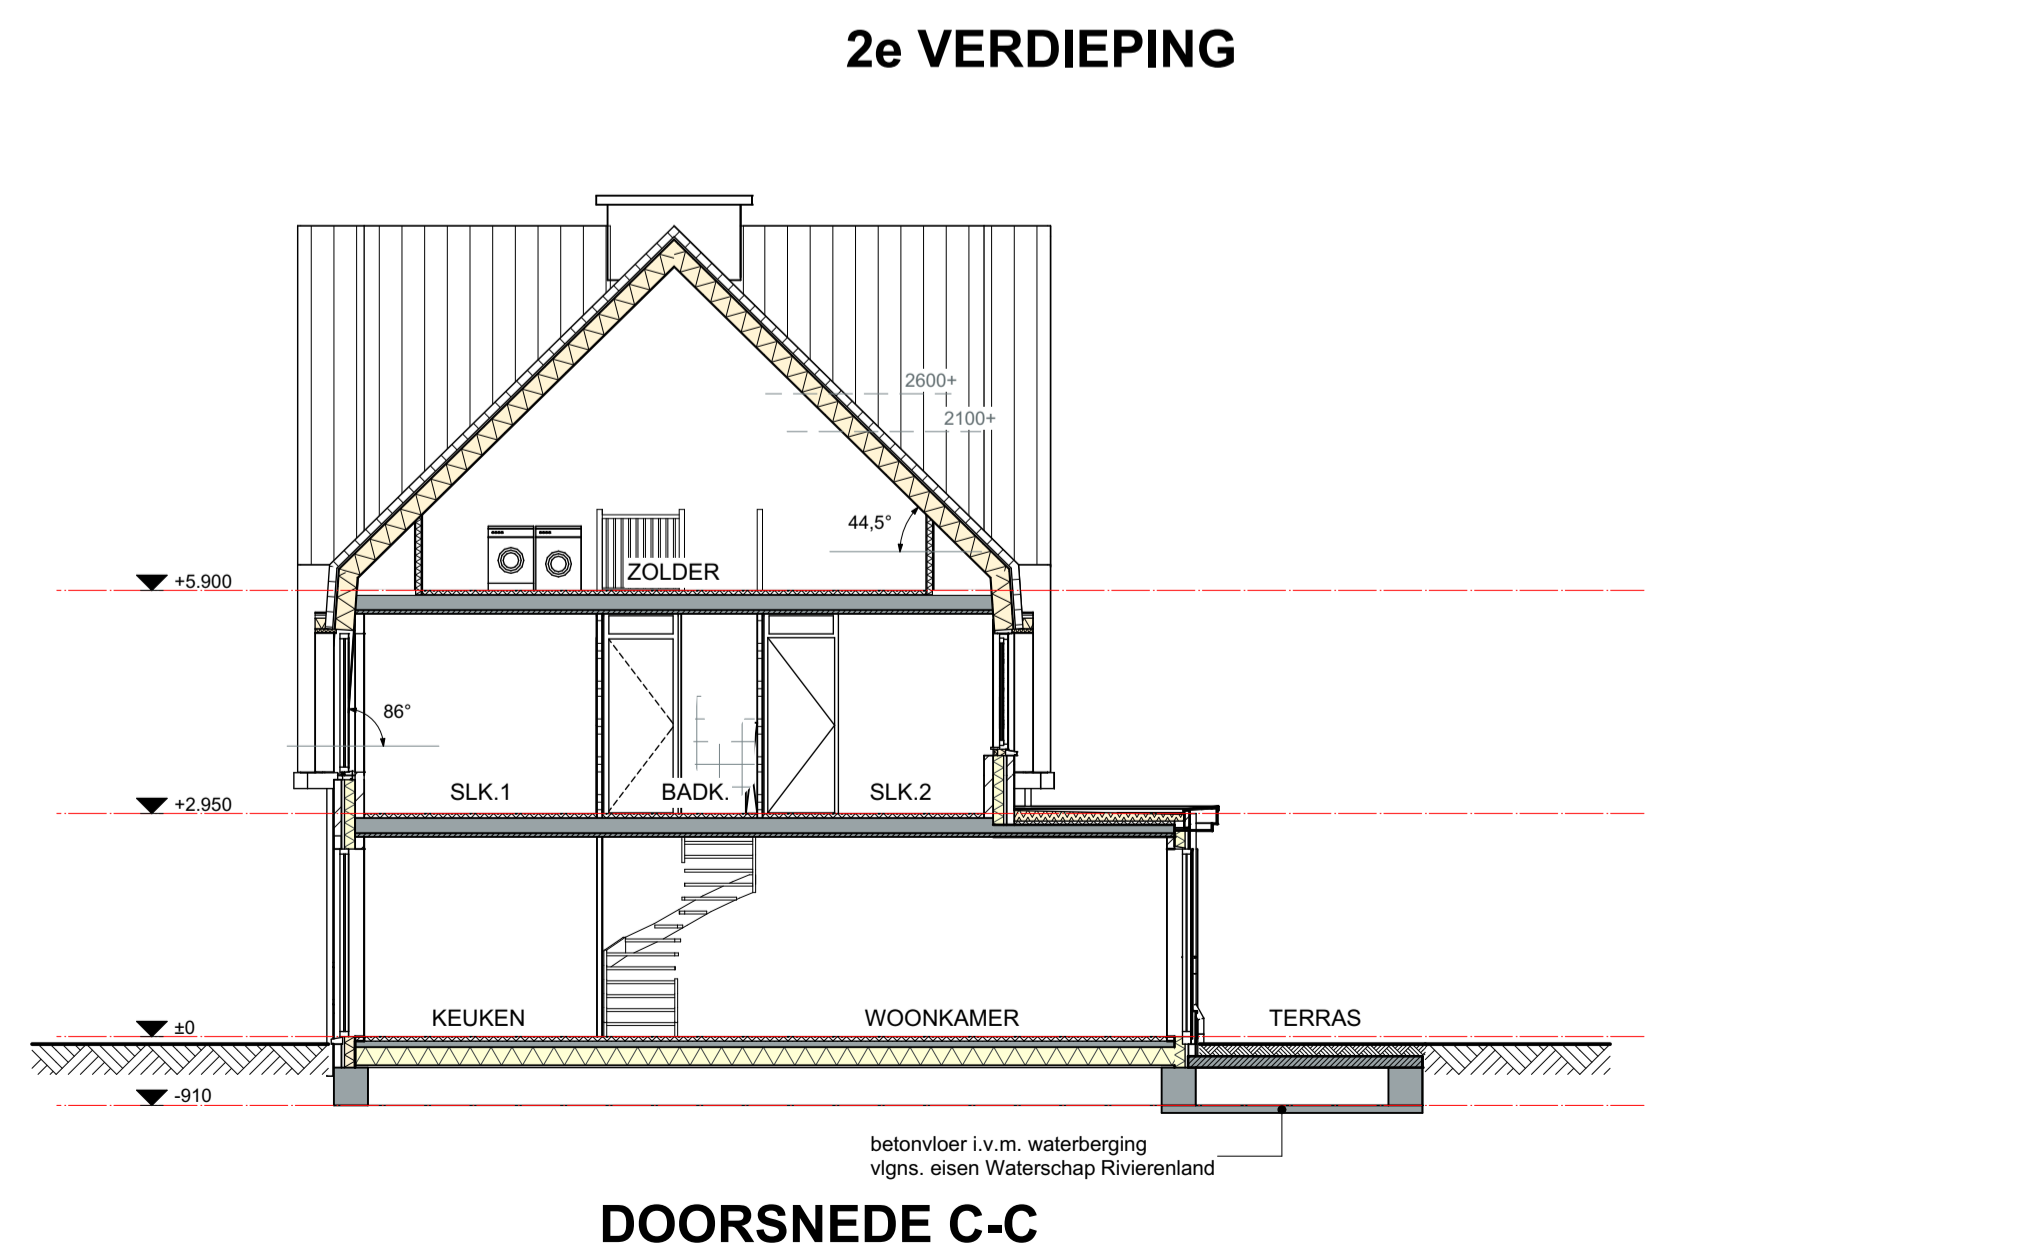 2e VERDIEPING
2600+
2100+
44,5°
ZOLDER
+5.900
86°
SLK.1
BADK.
SLK.2
+2.950
KEUKEN
WOONKAMER
TERRAS
±0
-910
betonvloer i.v.m. waterberging
vlgns. eisen Waterschap Rivierenland
DOORSNEDE C-C